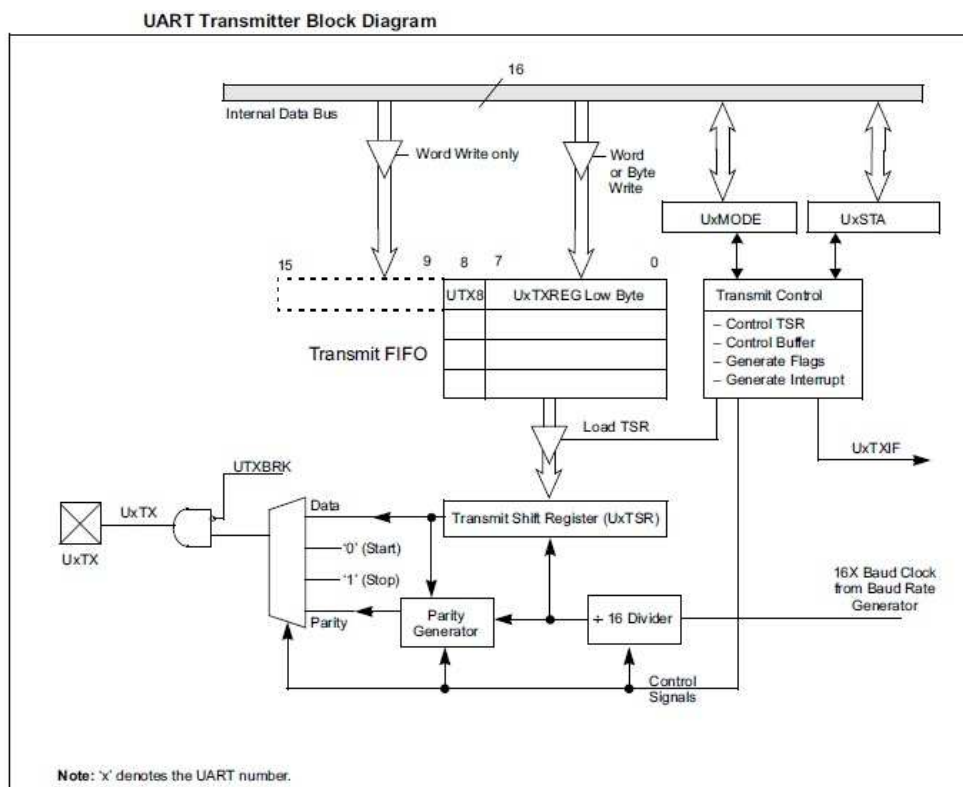 UART Transmitter Block Diagram
16
Internal Data Bus
Word Write only
Word
or Byte
Write
UxMODE
UxSTA
15
9
8
7
0
UTX8
UxTXREG Low Byte
Transmit Control
– Control TSR
– Control Buffer
– Generate Flags
– Generate Interrupt
Transmit FIFO
Load TSR
UxTXIF
UTXBRK
Data
UxTX
Transmit Shift Register (UxTSR)
UxTX
‘0’ (Start)
‘1’ (Stop)
16X Baud Clock
from Baud Rate
Generator
Parity
Parity
Generator
÷ 16 Divider
Control
Signals
Note: ‘x’ denotes the UART number.